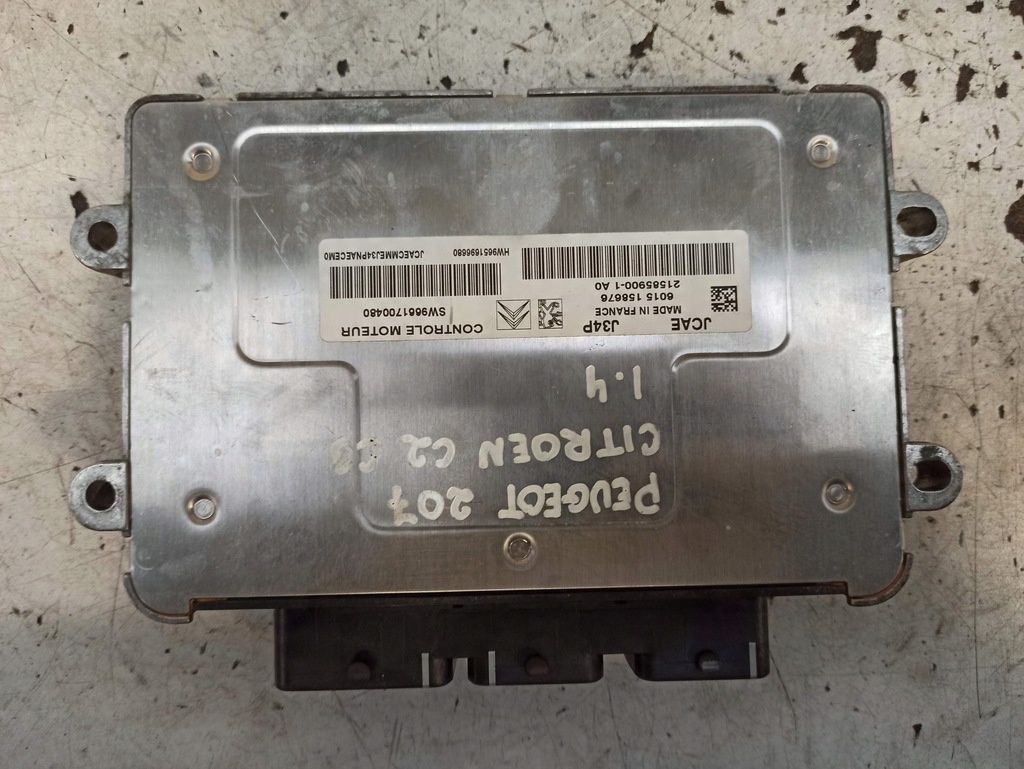 JCAE J34P
MADE IN FRANCE
6015 158676
21585900-1 A0
CONTROLE MOTEUR
SW9661700480
HW9651696680
JCAECMMEJ34PNAECEM0
PEUGEOT 207
CITROEN C2 C3
1.4